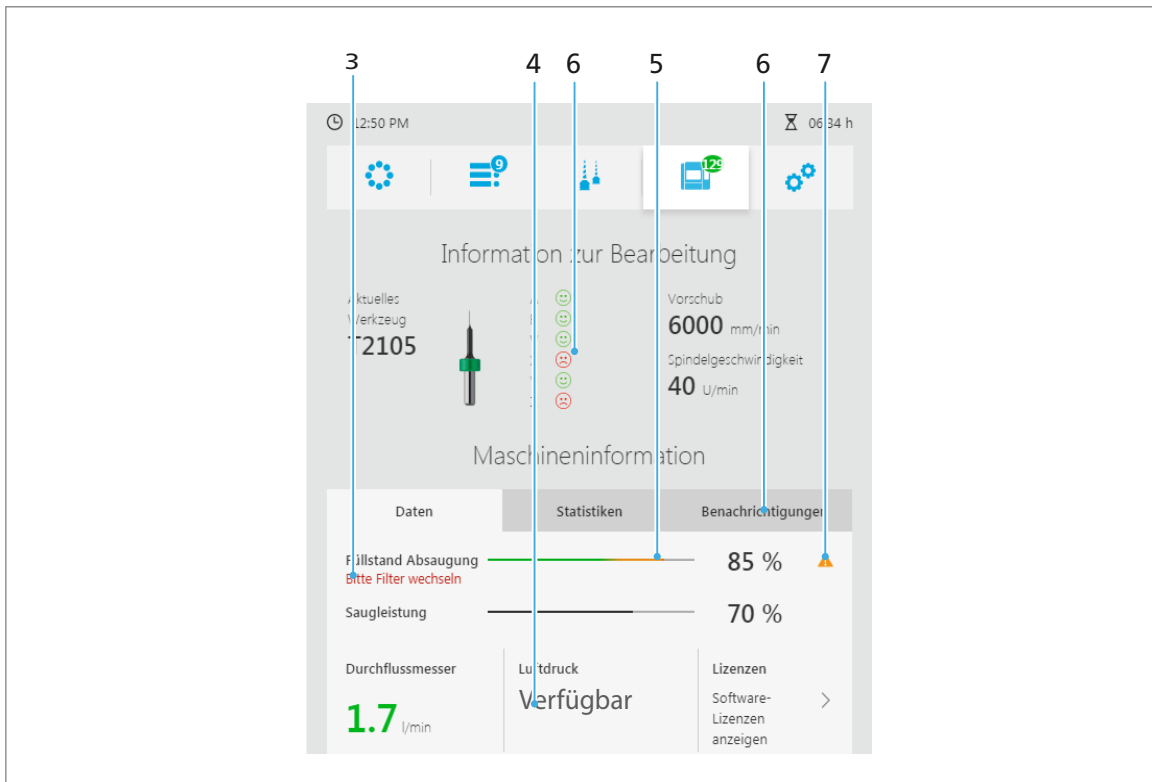 3 4 6 5 6 7
12:50 PM 06:34 h
9 129
Information zur Bearbeitung
Aktuelles
Werkzeug
T2105
Vorschub
6000 mm/min
Spindelgeschwindigkeit
40 U/min
Maschineninformation
Daten Statistiken Benachrichtigungen
Füllstand Absaugung 85 %
Bitte Filter wechseln
Saugleistung 70 %
Durchflussmesser
1.7 l/min
Luftdruck
Verfügbar
Lizenzen
Software-
Lizenzen
anzeigen